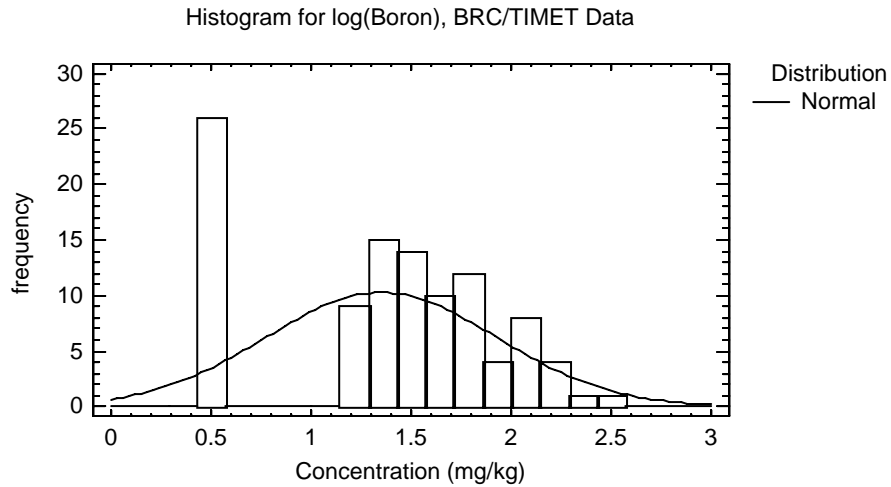 Histogram for log(Boron), BRC/TIMET Data
30
25
20
15
10
5
0
frequency
0 0.5 1 1.5 2 2.5 3
Concentration (mg/kg)
Distribution
Normal